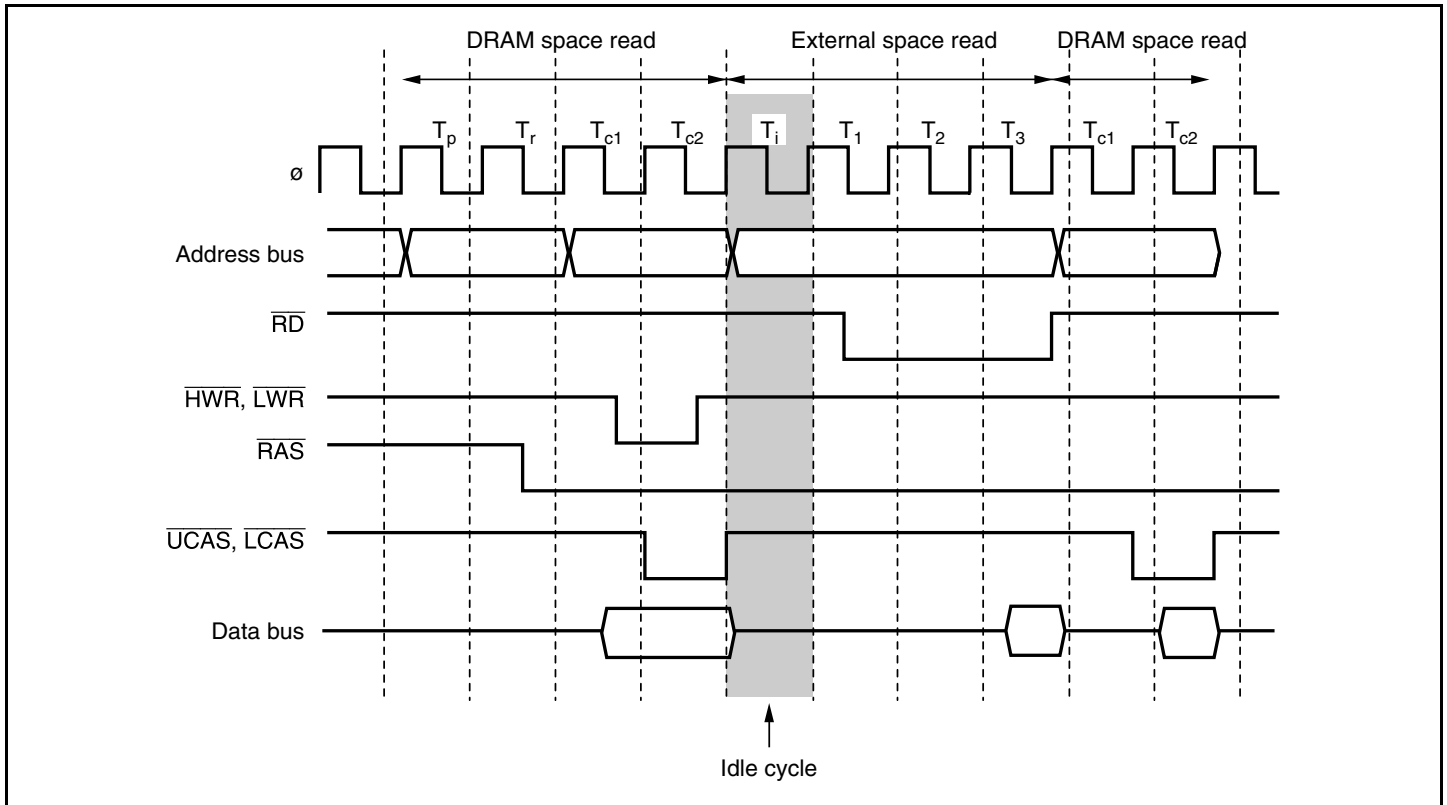 DRAM space read External space read DRAM space read
Tp Tr Tc1 Tc2 Ti T1 T2 T3 Tc1 Tc2
ø
Address bus
RD
HWR, LWR
RAS
UCAS, LCAS
Data bus
Idle cycle